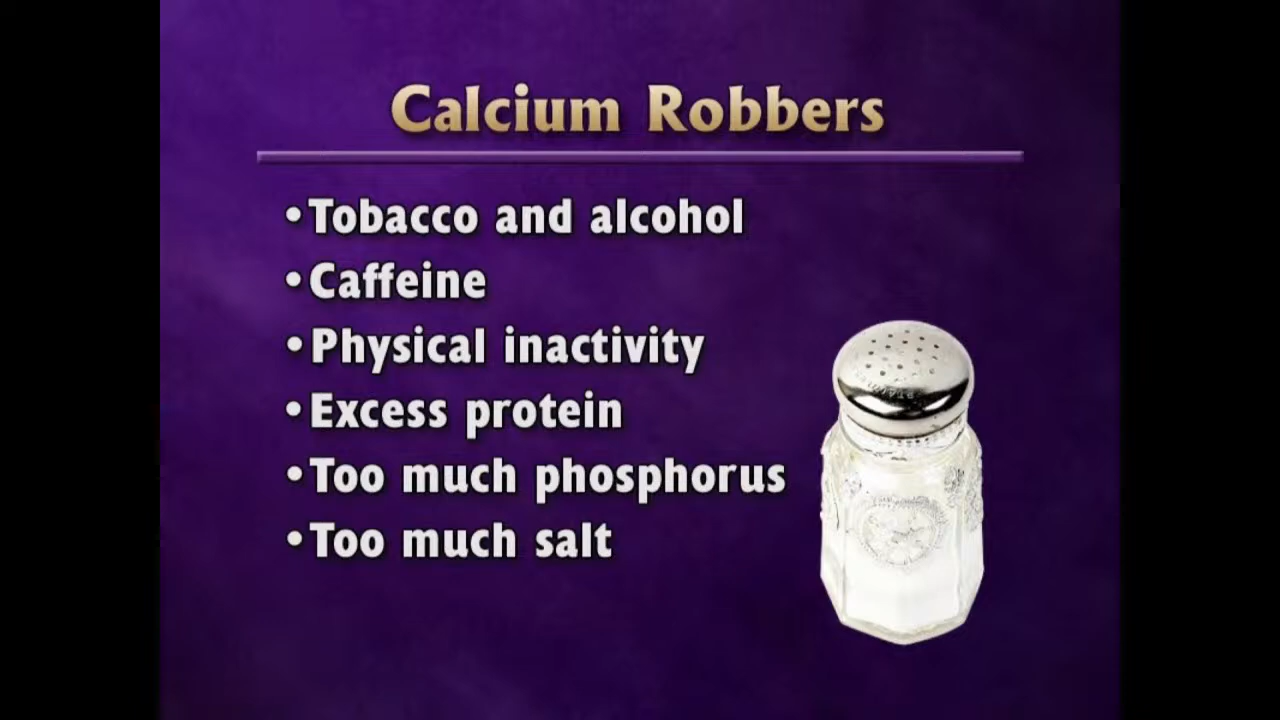 Calcium Robbers
•Tobacco and alcohol
•Caffeine
•Physical inactivity
•Excess protein
•Too much phosphorus
•Too much salt